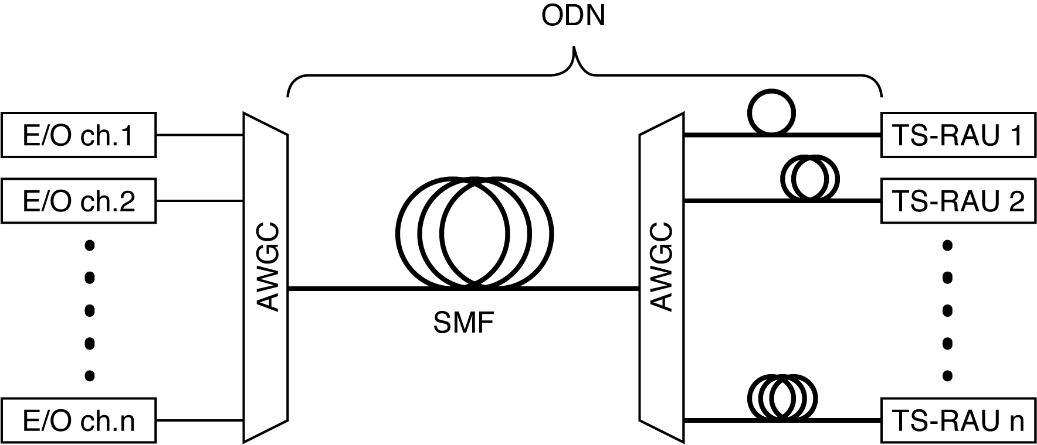 ODN
E/O ch.1
TS-RAU 1
E/O ch.2
TS-RAU 2
AWGC
AWGC
SMF
E/O ch.n
TS-RAU n